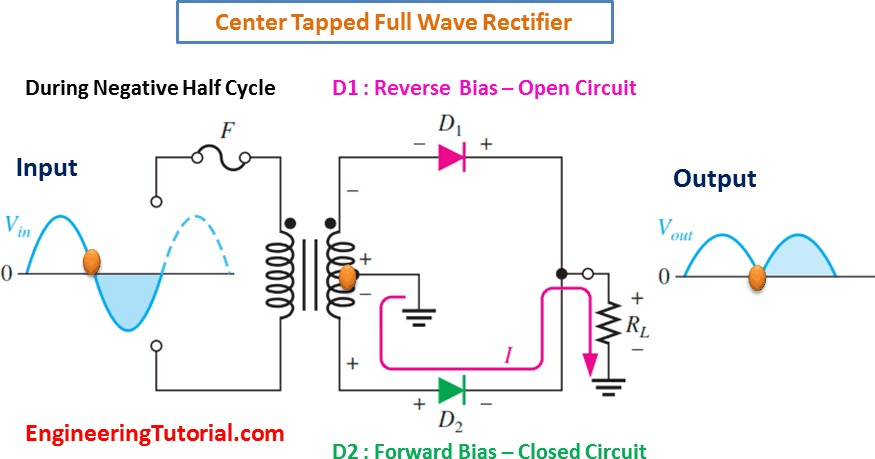 Center Tapped Full Wave Rectifier
During Negative Half Cycle
D1 : Reverse Bias – Open Circuit
F
D1
− +
Input
Output
−
Vin
Vout
+
0
0
−
+
RL
−
I
+
+ −
D2
EngineeringTutorial.com
D2 : Forward Bias – Closed Circuit